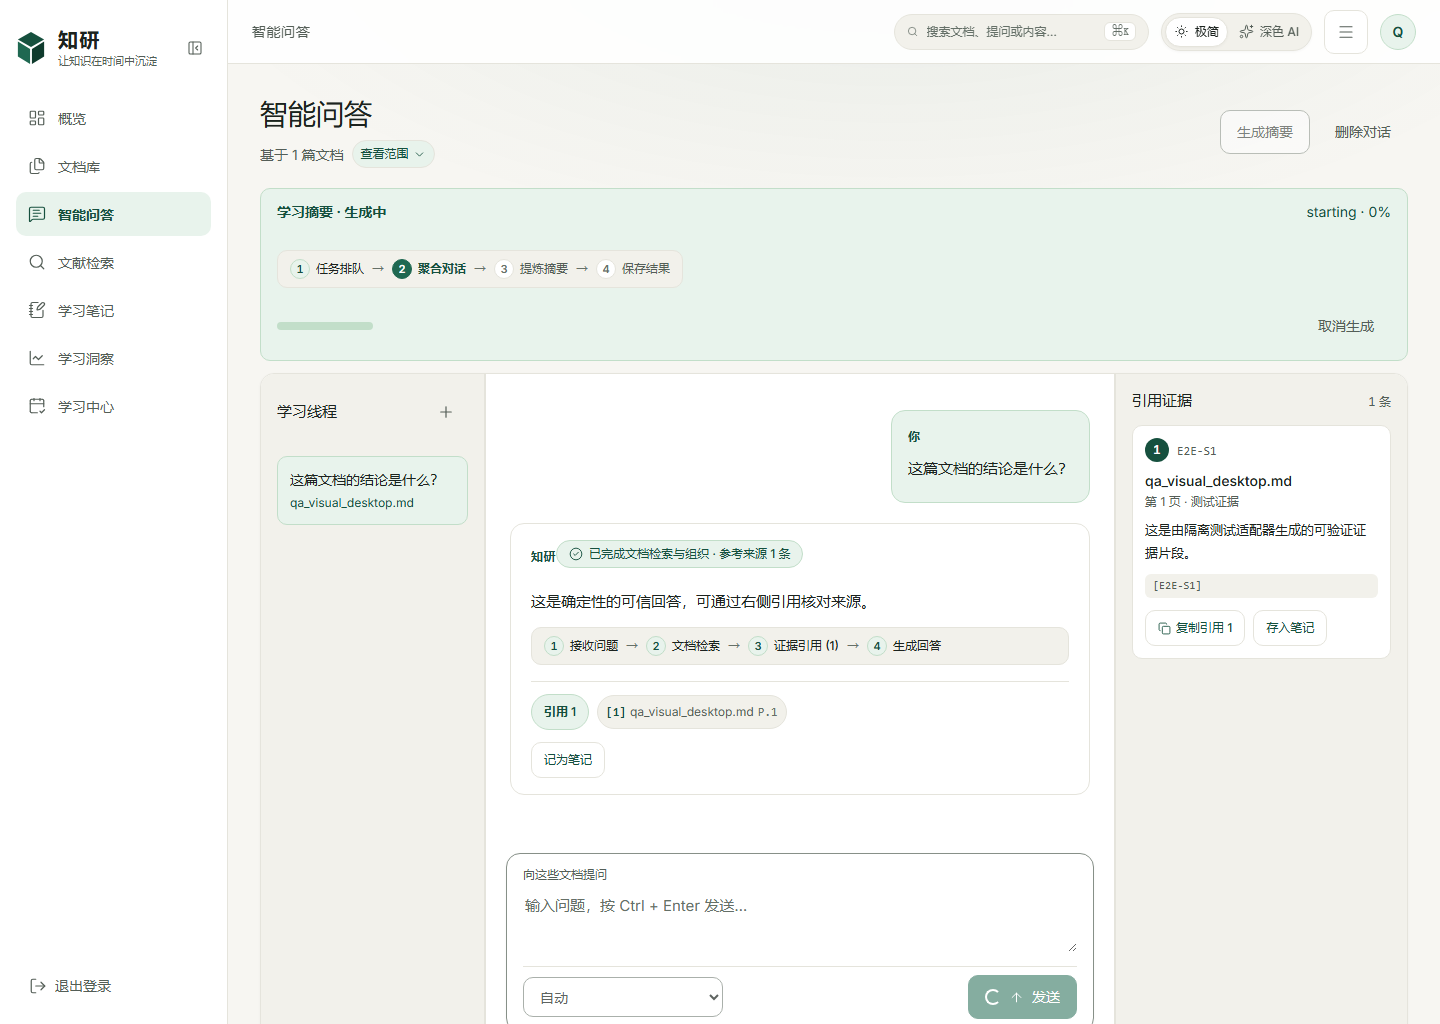 知研
让知识在时间中沉淀
概览
文档库
智能问答
文献检索
学习笔记
学习洞察
学习中心
退出登录
智能问答
搜索文档、提问或内容... ⌘K
极简 深色 AI
Q
智能问答
基于 1 篇文档 查看范围
生成摘要 删除对话
学习摘要 · 生成中 starting · 0%
1 任务排队 → 2 聚合对话 → 3 提炼摘要 → 4 保存结果
取消生成
学习线程
这篇文档的结论是什么？
qa_visual_desktop.md
你
这篇文档的结论是什么？
知研 已完成文档检索与组织 · 参考来源 1 条
这是确定性的可信回答，可通过右侧引用核对来源。
1 接收问题 → 2 文档检索 → 3 证据引用 (1) → 4 生成回答
引用 1 [1] qa_visual_desktop.md P.1
记为笔记
向这些文档提问
输入问题，按 Ctrl + Enter 发送...
自动 发送
引用证据 1 条
1 E2E-S1
qa_visual_desktop.md
第 1 页 · 测试证据
这是由隔离测试适配器生成的可验证证
据片段。
[E2E-S1]
复制引用 1 存入笔记